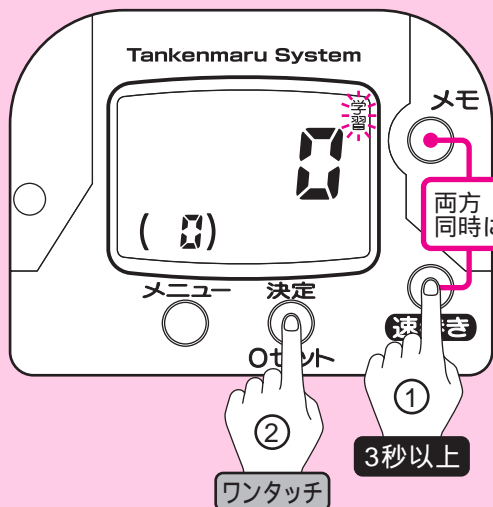 Tankenmaru System
学習
メモ
0
両方
同時に
( 0)
メニュー
決定
速歩き
0セット
①
②
3秒以上
ワンタッチ